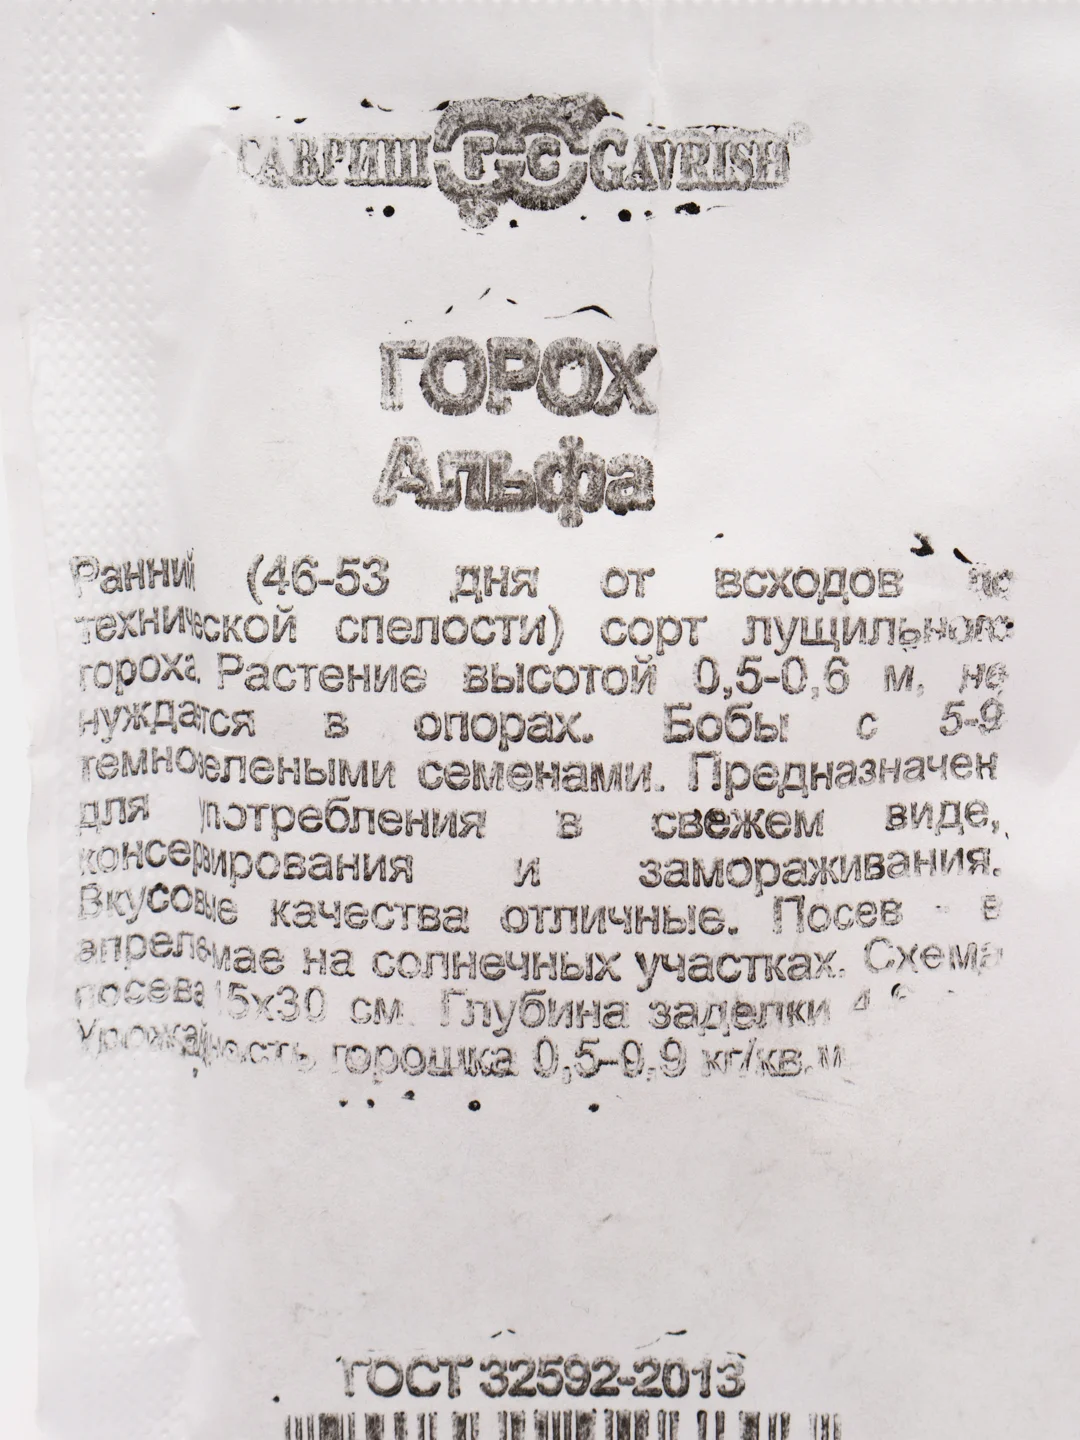 ГАВРИШ ГС GAVRISH®
ГОРОХ
Альфа
Ранний (46-53 дня от всходов до
технической спелости) сорт лущильного
гороха. Растение высотой 0,5-0,6 м, не
нуждается в опорах. Бобы с 5-9
темнозелеными семенами. Предназначен
для употребления в свежем виде,
консервирования и замораживания.
Вкусовые качества отличные. Посев - в
апреле-мае на солнечных участках. Схема
посева 15х30 см. Глубина заделки
Урожайность горошка 0,5-0,9 кг/кв.м
ГОСТ 32592-2013